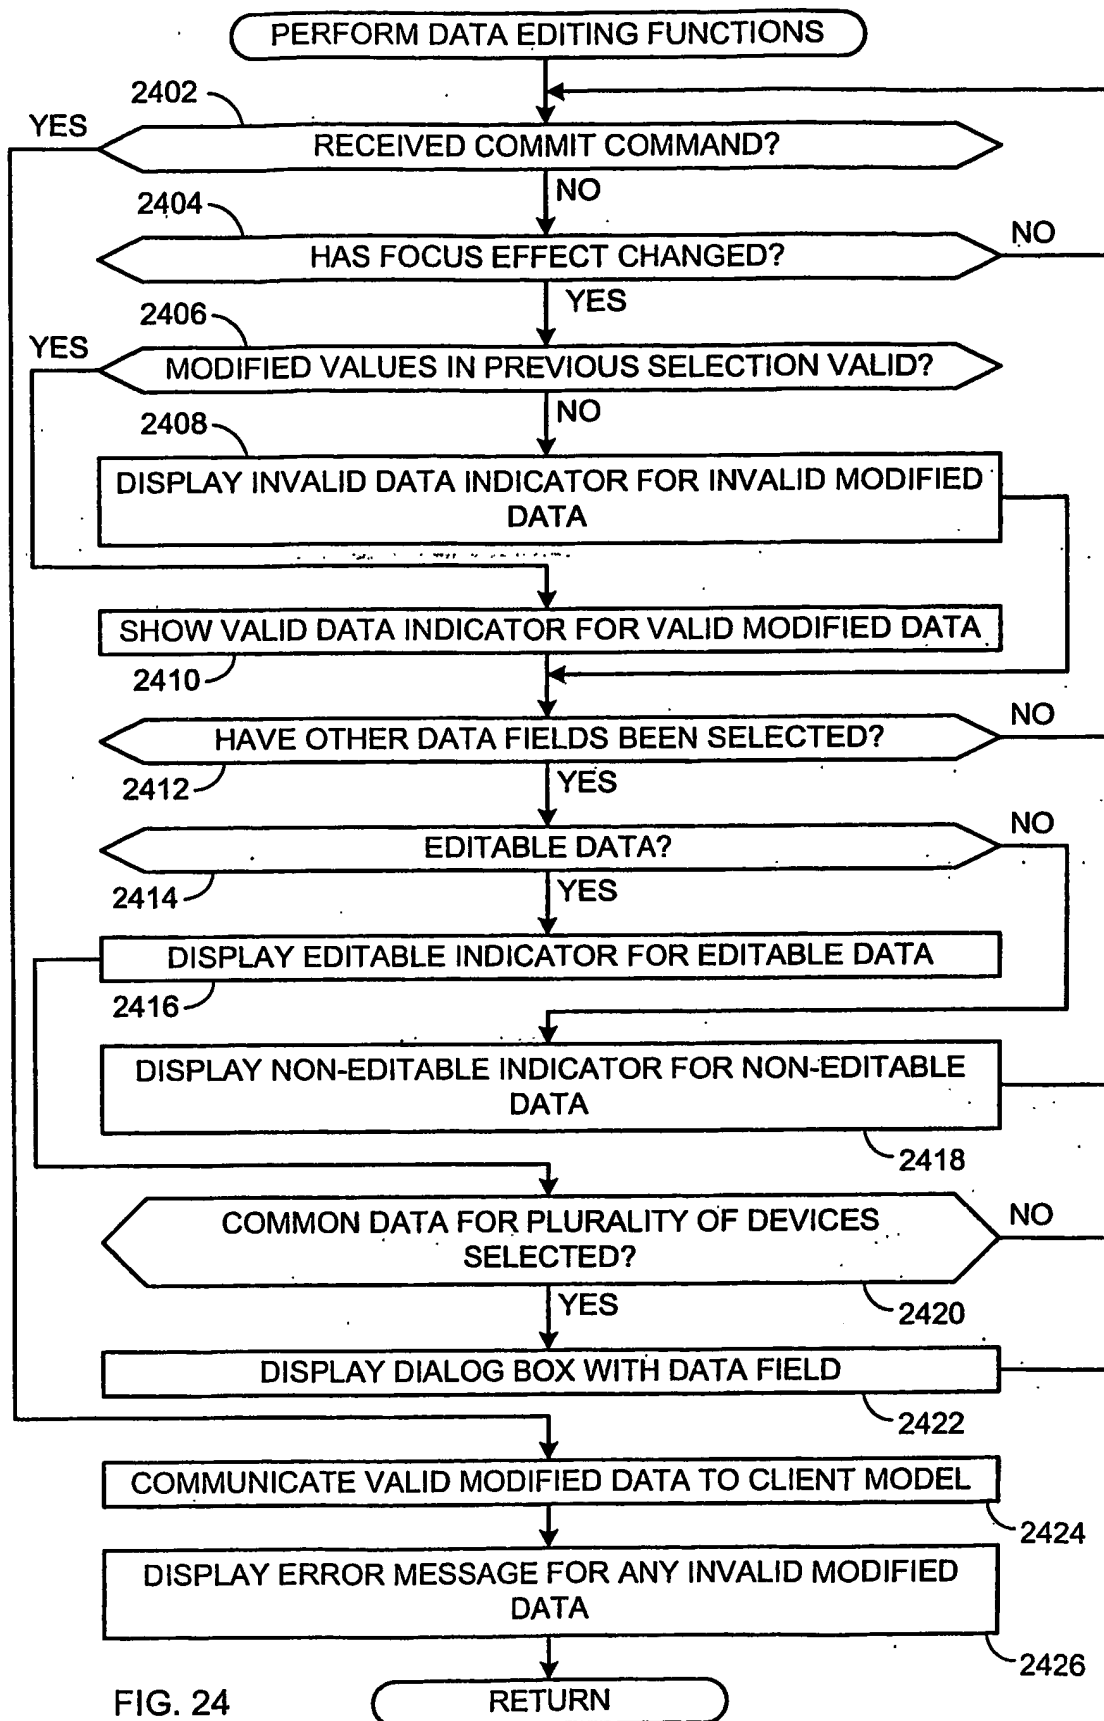 PERFORM DATA EDITING FUNCTIONS
2402
YES
RECEIVED COMMIT COMMAND?
NO
2404
NO
HAS FOCUS EFFECT CHANGED?
YES
2406
YES
MODIFIED VALUES IN PREVIOUS SELECTION VALID?
NO
2408
DISPLAY INVALID DATA INDICATOR FOR INVALID MODIFIED
DATA
SHOW VALID DATA INDICATOR FOR VALID MODIFIED DATA
2410
NO
HAVE OTHER DATA FIELDS BEEN SELECTED?
2412
YES
NO
EDITABLE DATA?
2414
YES
DISPLAY EDITABLE INDICATOR FOR EDITABLE DATA
2416
DISPLAY NON-EDITABLE INDICATOR FOR NON-EDITABLE
DATA
2418
COMMON DATA FOR PLURALITY OF DEVICES
SELECTED?
NO
YES
2420
DISPLAY DIALOG BOX WITH DATA FIELD
2422
COMMUNICATE VALID MODIFIED DATA TO CLIENT MODEL
2424
DISPLAY ERROR MESSAGE FOR ANY INVALID MODIFIED
DATA
2426
FIG. 24
RETURN